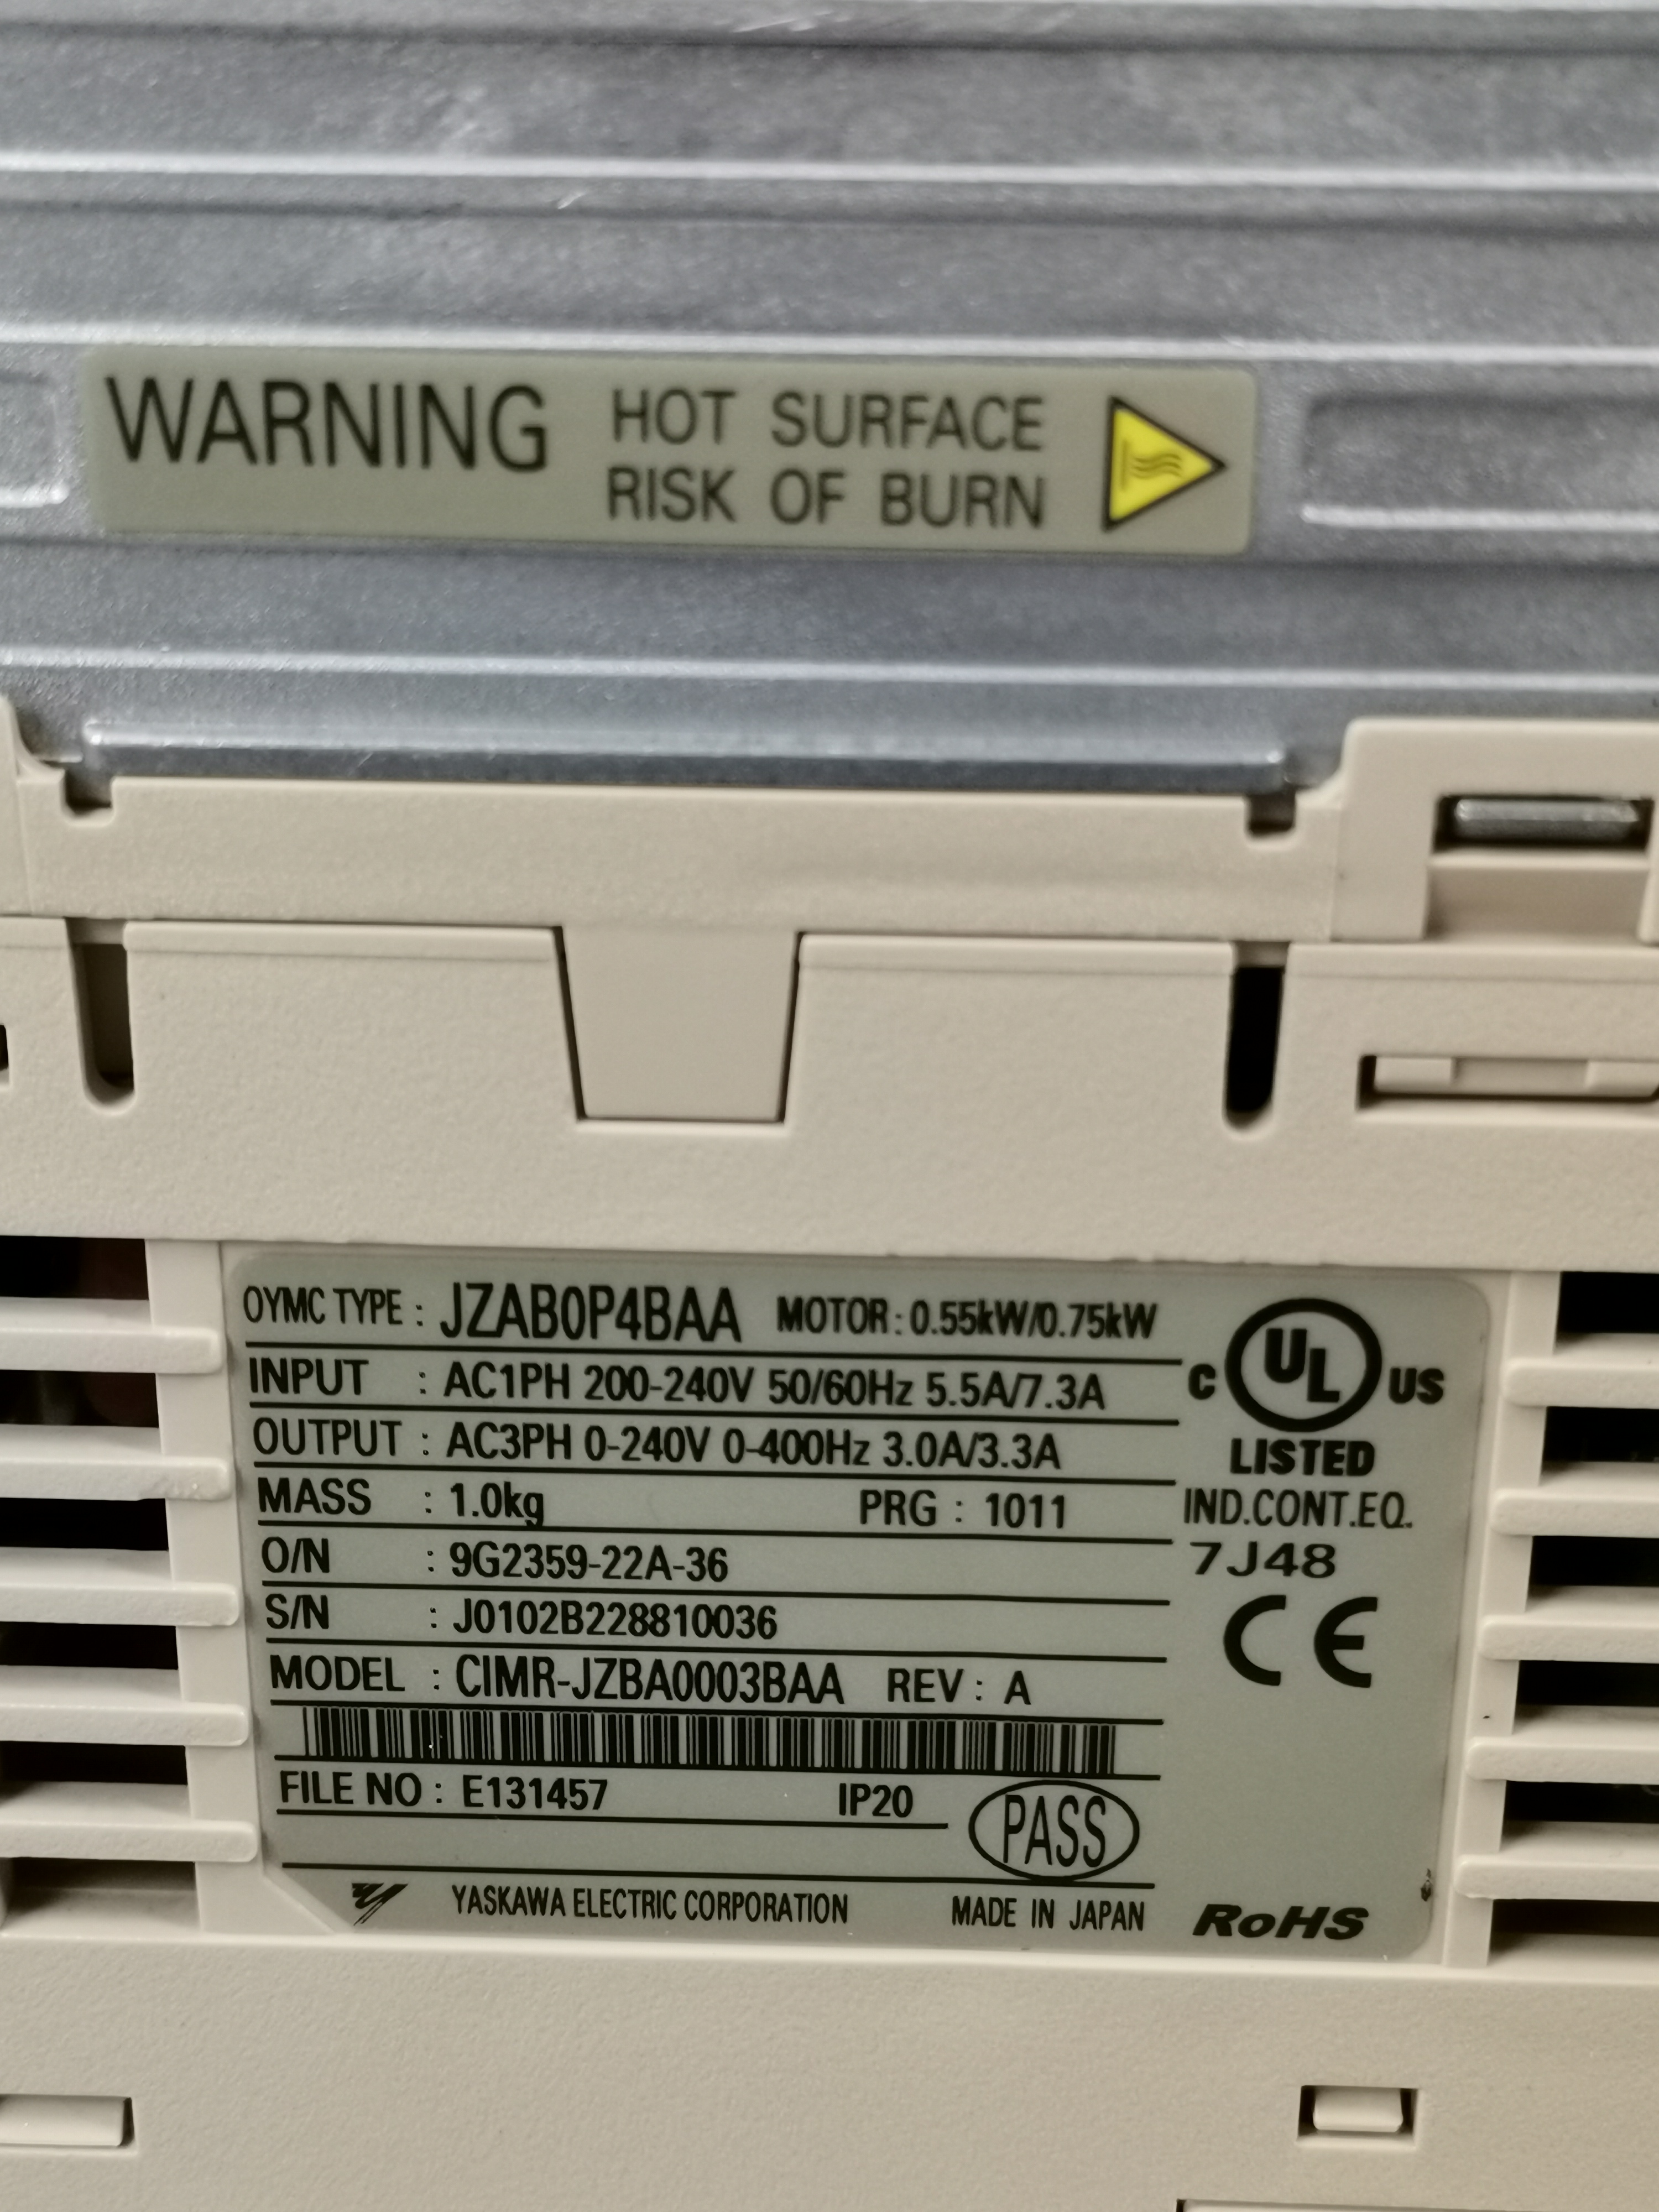 WARNING HOT SURFACE
RISK OF BURN
OYMC TYPE : JZAB0P4BAA MOTOR : 0.55kW/0.75kW
INPUT : AC1PH 200-240V 50/60Hz 5.5A/7.3A
OUTPUT : AC3PH 0-240V 0-400Hz 3.0A/3.3A
MASS : 1.0kg PRG : 1011
O/N : 9G2359-22A-36
S/N : J0102B228810036
MODEL : CIMR-JZBA0003BAA REV : A
FILE NO : E131457 IP20
PASS
YASKAWA ELECTRIC CORPORATION MADE IN JAPAN
C UL US
LISTED
IND.CONT.EQ.
7J48
CE
RoHS